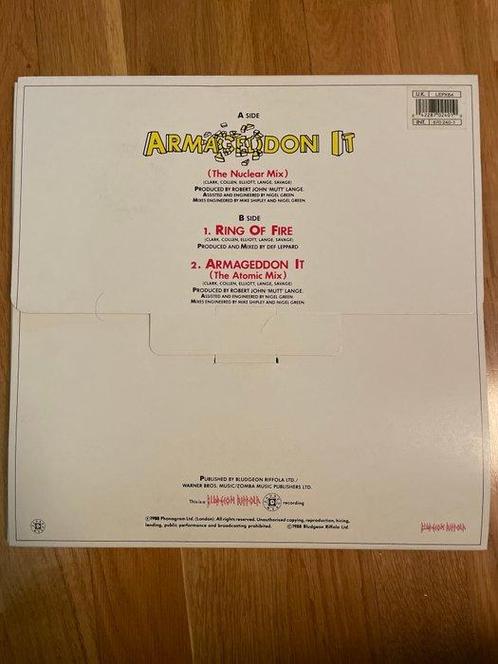 U.K. LEPXB4
INT. 870 240-3
A SIDE
ARMAGEDDON IT
(THE NUCLEAR MIX)
(CLARK, COLLEN, ELLIOTT, LANGE, SAVAGE)
PRODUCED BY ROBERT JOHN 'MUTT' LANGE.
ASSISTED AND ENGINEERED BY NIGEL GREEN
MIXES ENGINEERED BY MIKE SHIPLEY AND NIGEL GREEN
B SIDE
1. RING OF FIRE
(CLARK, COLLEN, ELLIOTT, LANGE, SAVAGE)
PRODUCED AND MIXED BY DEF LEPPARD
2. ARMAGEDDON IT
(THE ATOMIC MIX)
(CLARK, COLLEN, ELLIOTT, LANGE, SAVAGE)
PRODUCED BY ROBERT JOHN 'MUTT' LANGE.
ASSISTED AND ENGINEERED BY NIGEL GREEN
MIXES ENGINEERED BY MIKE SHIPLEY AND NIGEL GREEN
PUBLISHED BY BLUDGEON RIFFOLA LTD./
WARNER BROS. MUSIC/ZOMBA MUSIC PUBLISHERS LTD.
This is a BLUDGEON RIFFOLA recording
℗1988 Phonogram Ltd. (London). All rights reserved. Unauthorised copying, reproduction, hiring,
lending, public performance and broadcasting prohibited. ©1988 Bludgeon Riffola Ltd.
BLUDGEON RIFFOLA